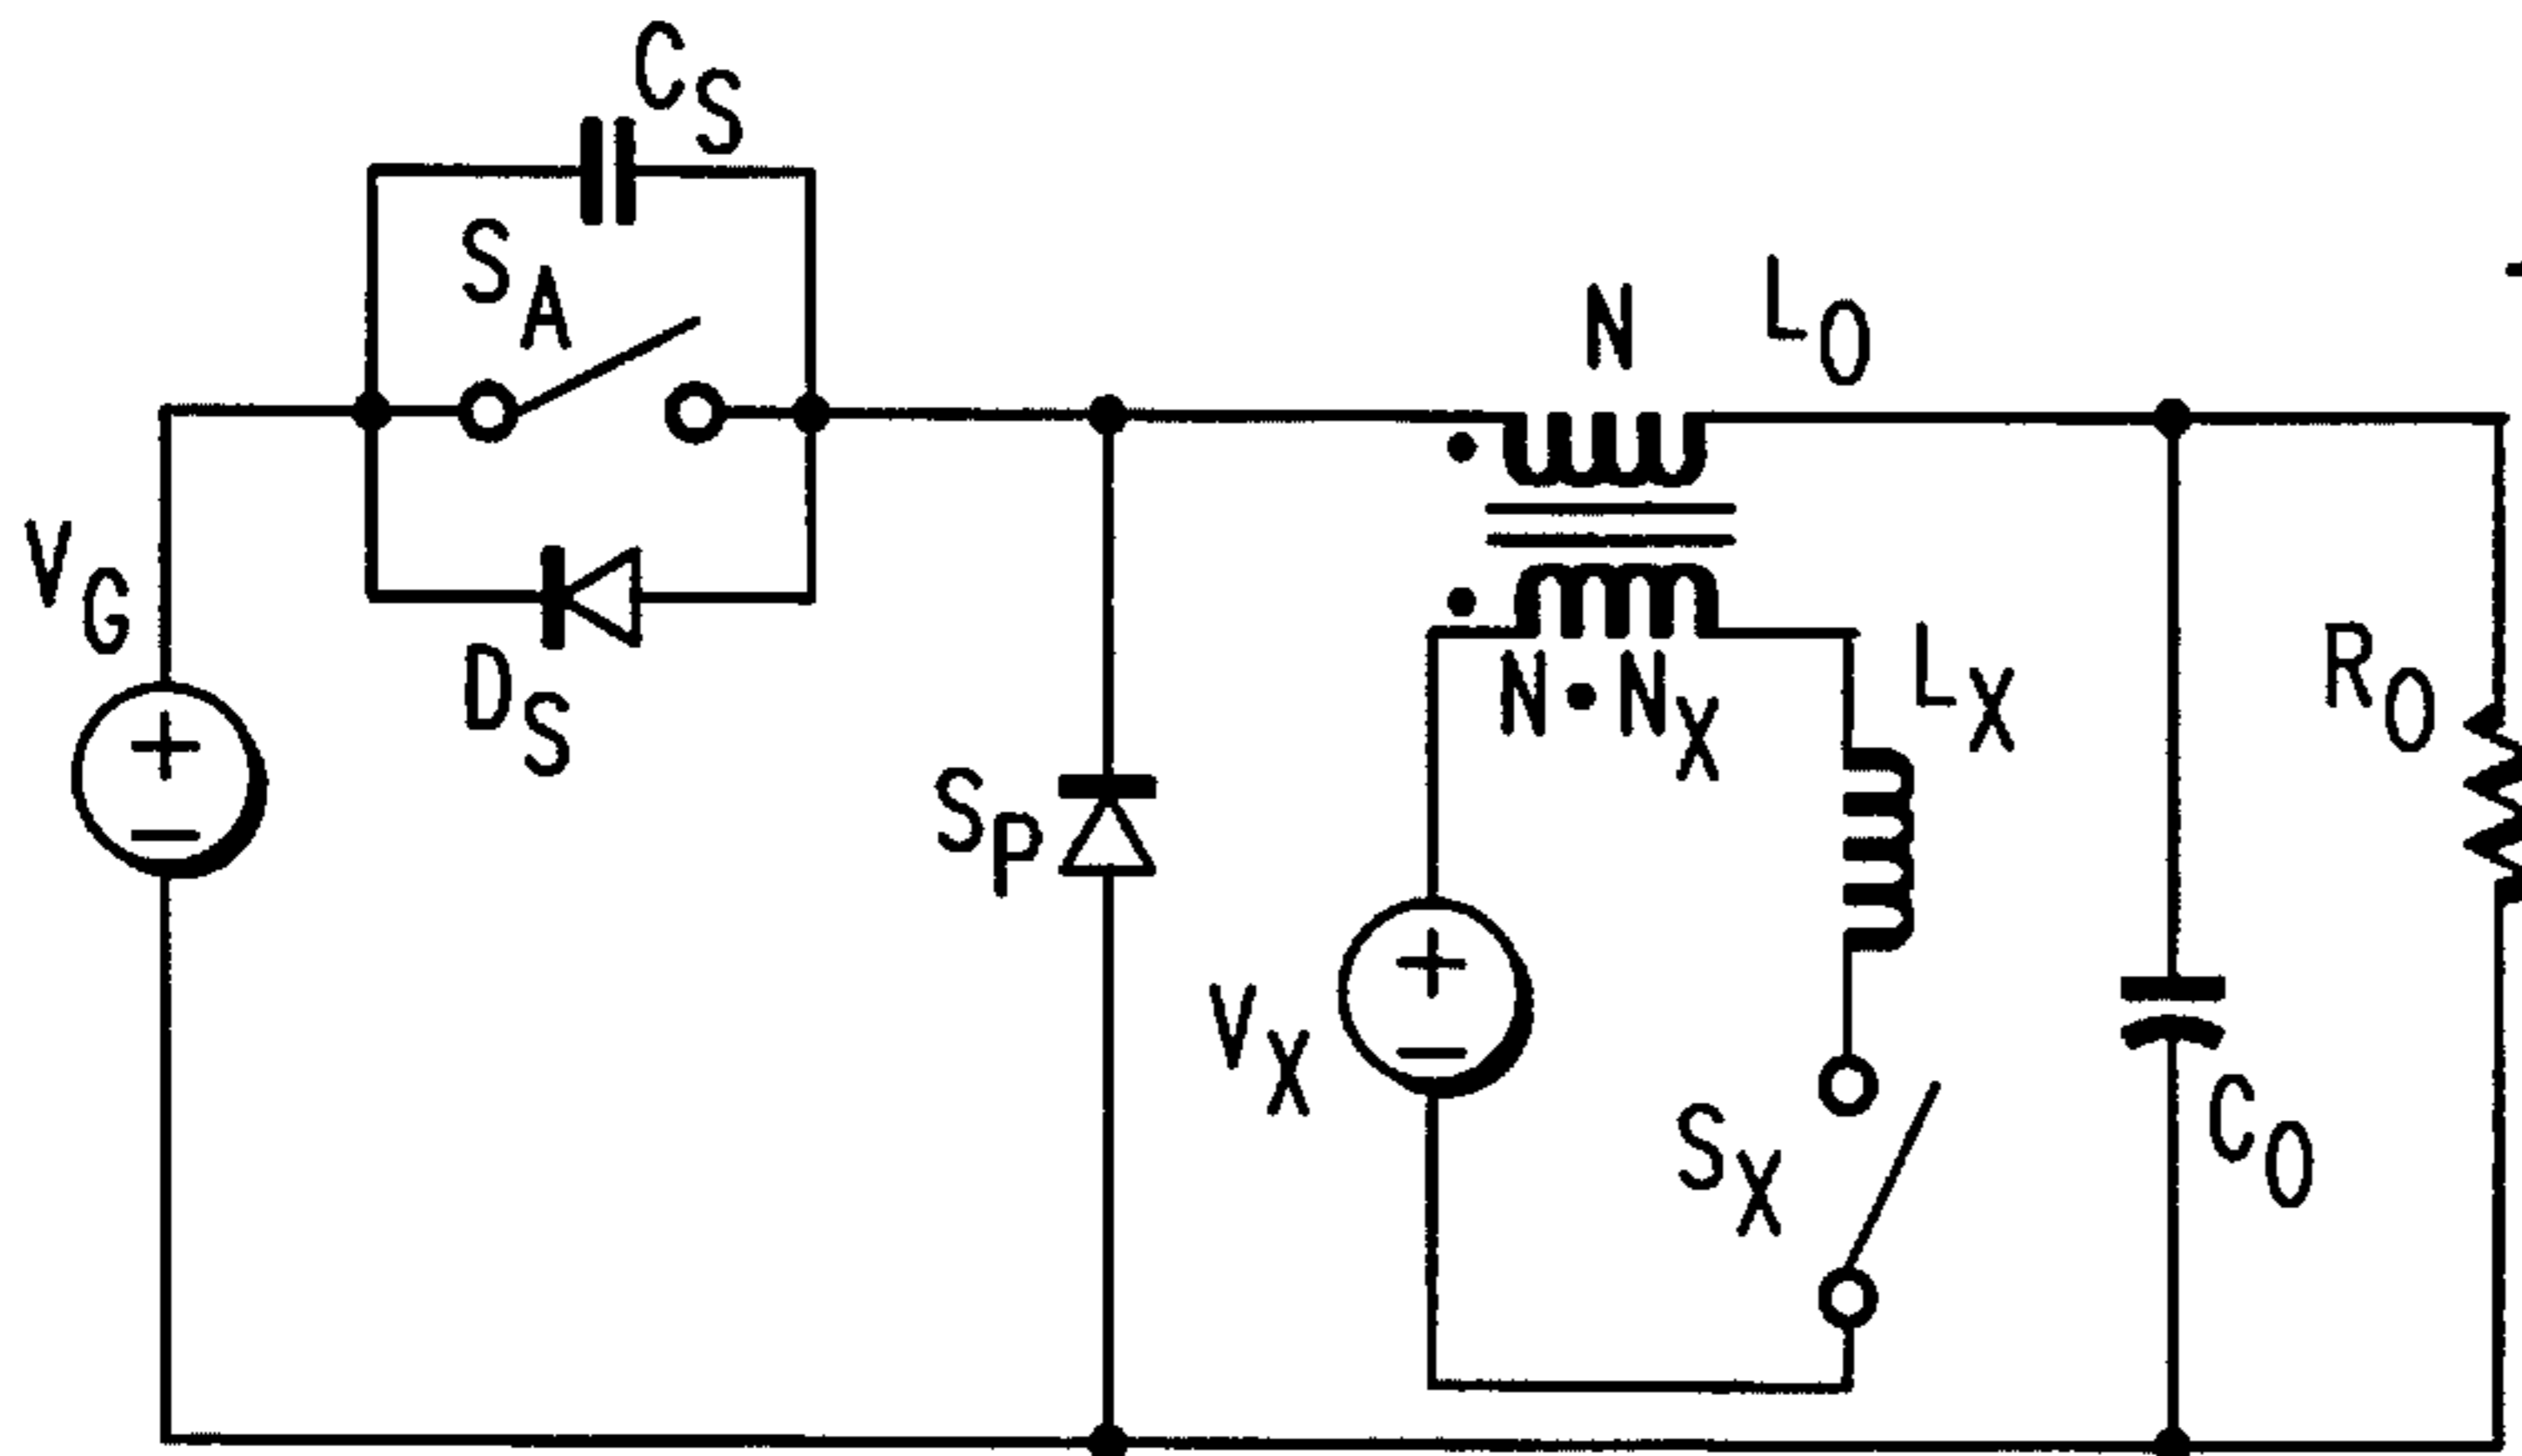 C_S
S_A
N
L_O
V_G
+
−
D_S
S_P
N • N_X
L_X
R_O
V_X
+
−
S_X
C_O